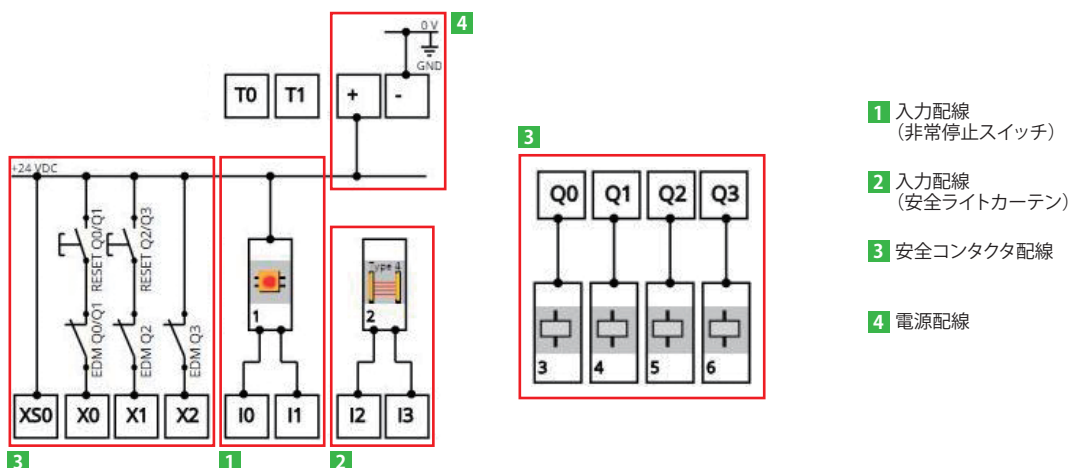 0 V
4
GND
T0 T1 + -
+24 VDC
RESET Q0/Q1
RESET Q2/Q3
EDM Q0/Q1
EDM Q2
EDM Q3
1
Type 4
2
XS0 X0 X1 X2 I0 I1 I2 I3
3 1 2
3
Q0 Q1 Q2 Q3
3 4 5 6
1 入力配線
（非常停止スイッチ）
2 入力配線
（安全ライトカーテン）
3 安全コンタクタ配線
4 電源配線